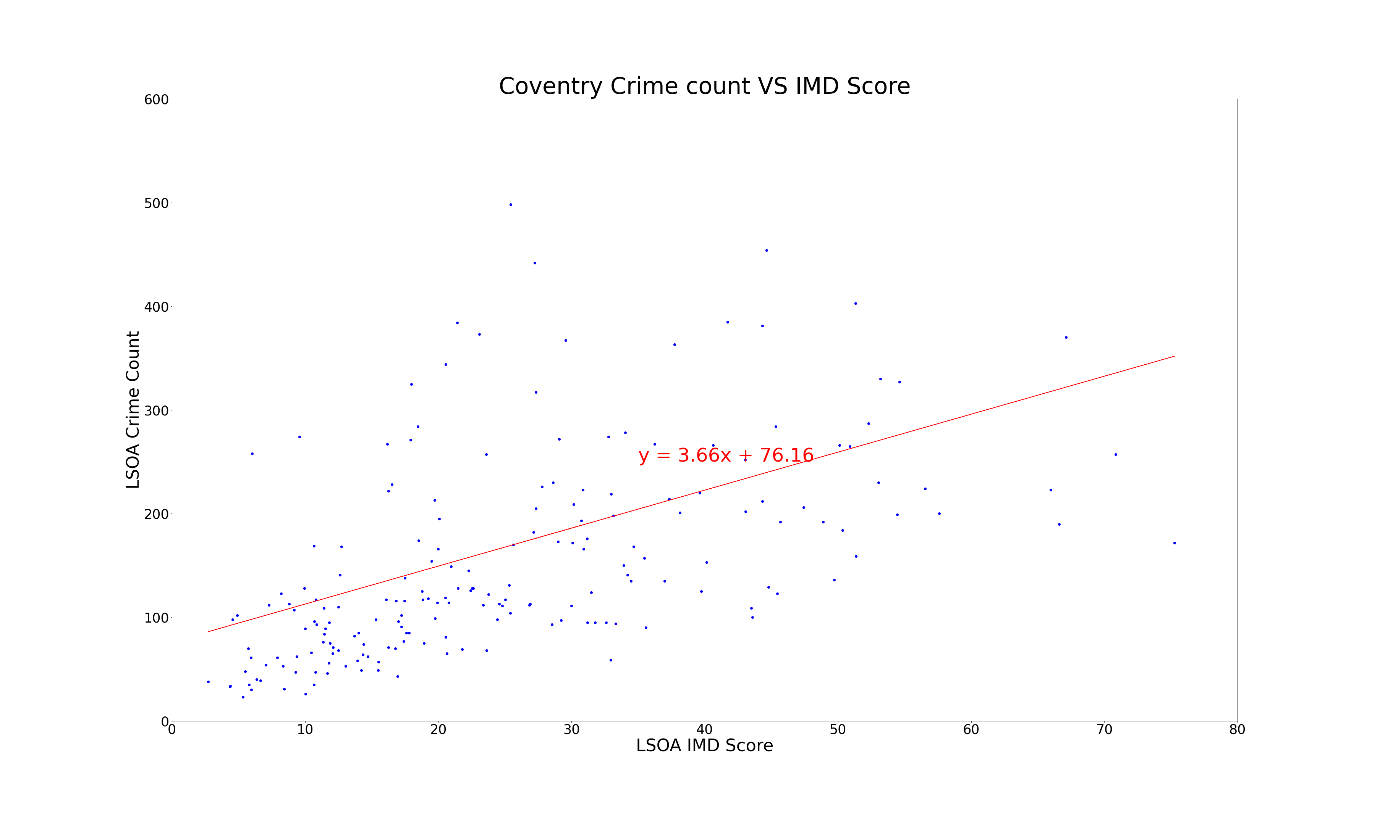 Coventry Crime count VS IMD Score
600
500
400
300
200
100
0
LSOA Crime Count
y = 3.66x + 76.16
0 10 20 30 40 50 60 70 80
LSOA IMD Score